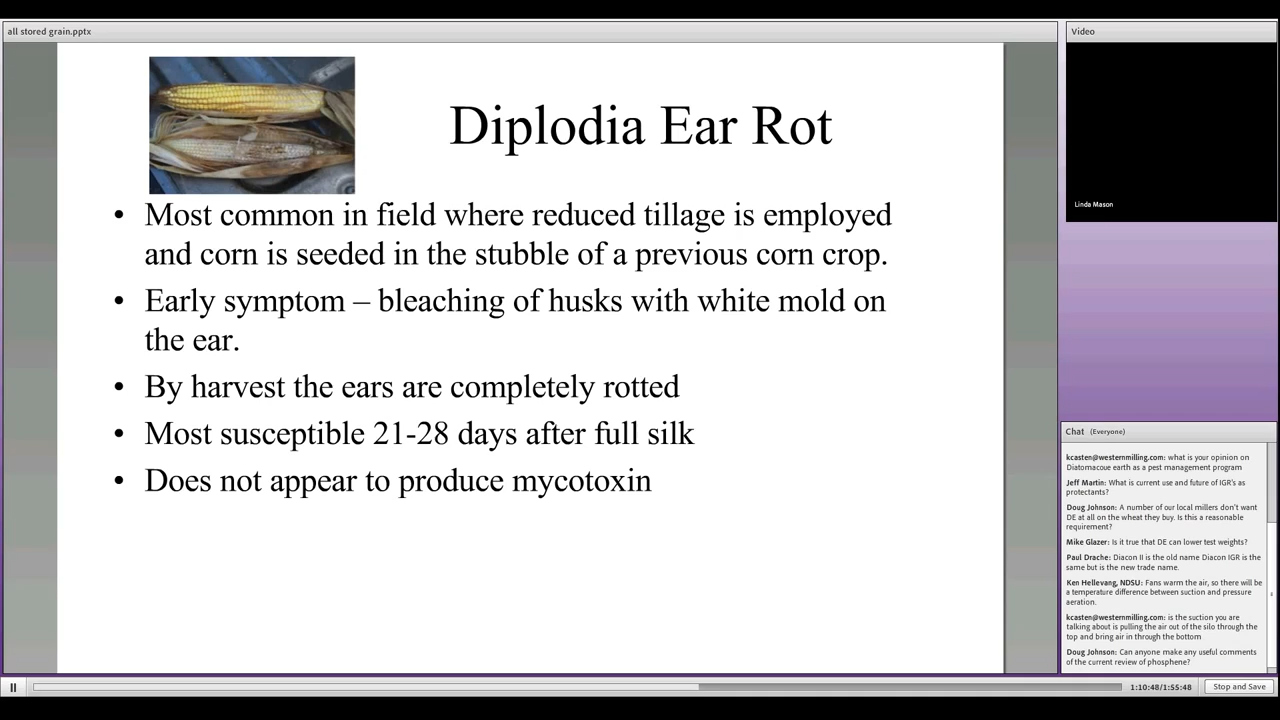 all stored grain.pptx
Diplodia Ear Rot
• Most common in field where reduced tillage is employed
and corn is seeded in the stubble of a previous corn crop.
• Early symptom – bleaching of husks with white mold on
the ear.
• By harvest the ears are completely rotted
• Most susceptible 21-28 days after full silk
• Does not appear to produce mycotoxin
Video
Linda Mason
Chat (Everyone)
kcasten@westernmilling.com: what is your opinion on
Diatomacoue earth as a pest management program
Jeff Martin: What is current use and future of IGR's as
protectants?
Doug Johnson: A number of our local millers don't want
DE at all on the wheat they buy. Is this a reasonable
requirement?
Mike Glazer: Is it true that DE can lower test weights?
Paul Drache: Diacon II is the old name Diacon IGR is the
same but is the new trade name.
Ken Hellevang, NDSU: Fans warm the air, so there will be
a temperature difference between suction and pressure
aeration.
kcasten@westernmilling.com: is the suction you are
talking about is pulling the air out of the silo through the
top and bring air in through the bottom
Doug Johnson: Can anyone make any useful comments
of the current review of phosphene?
1:10:48/1:55:48
Stop and Save